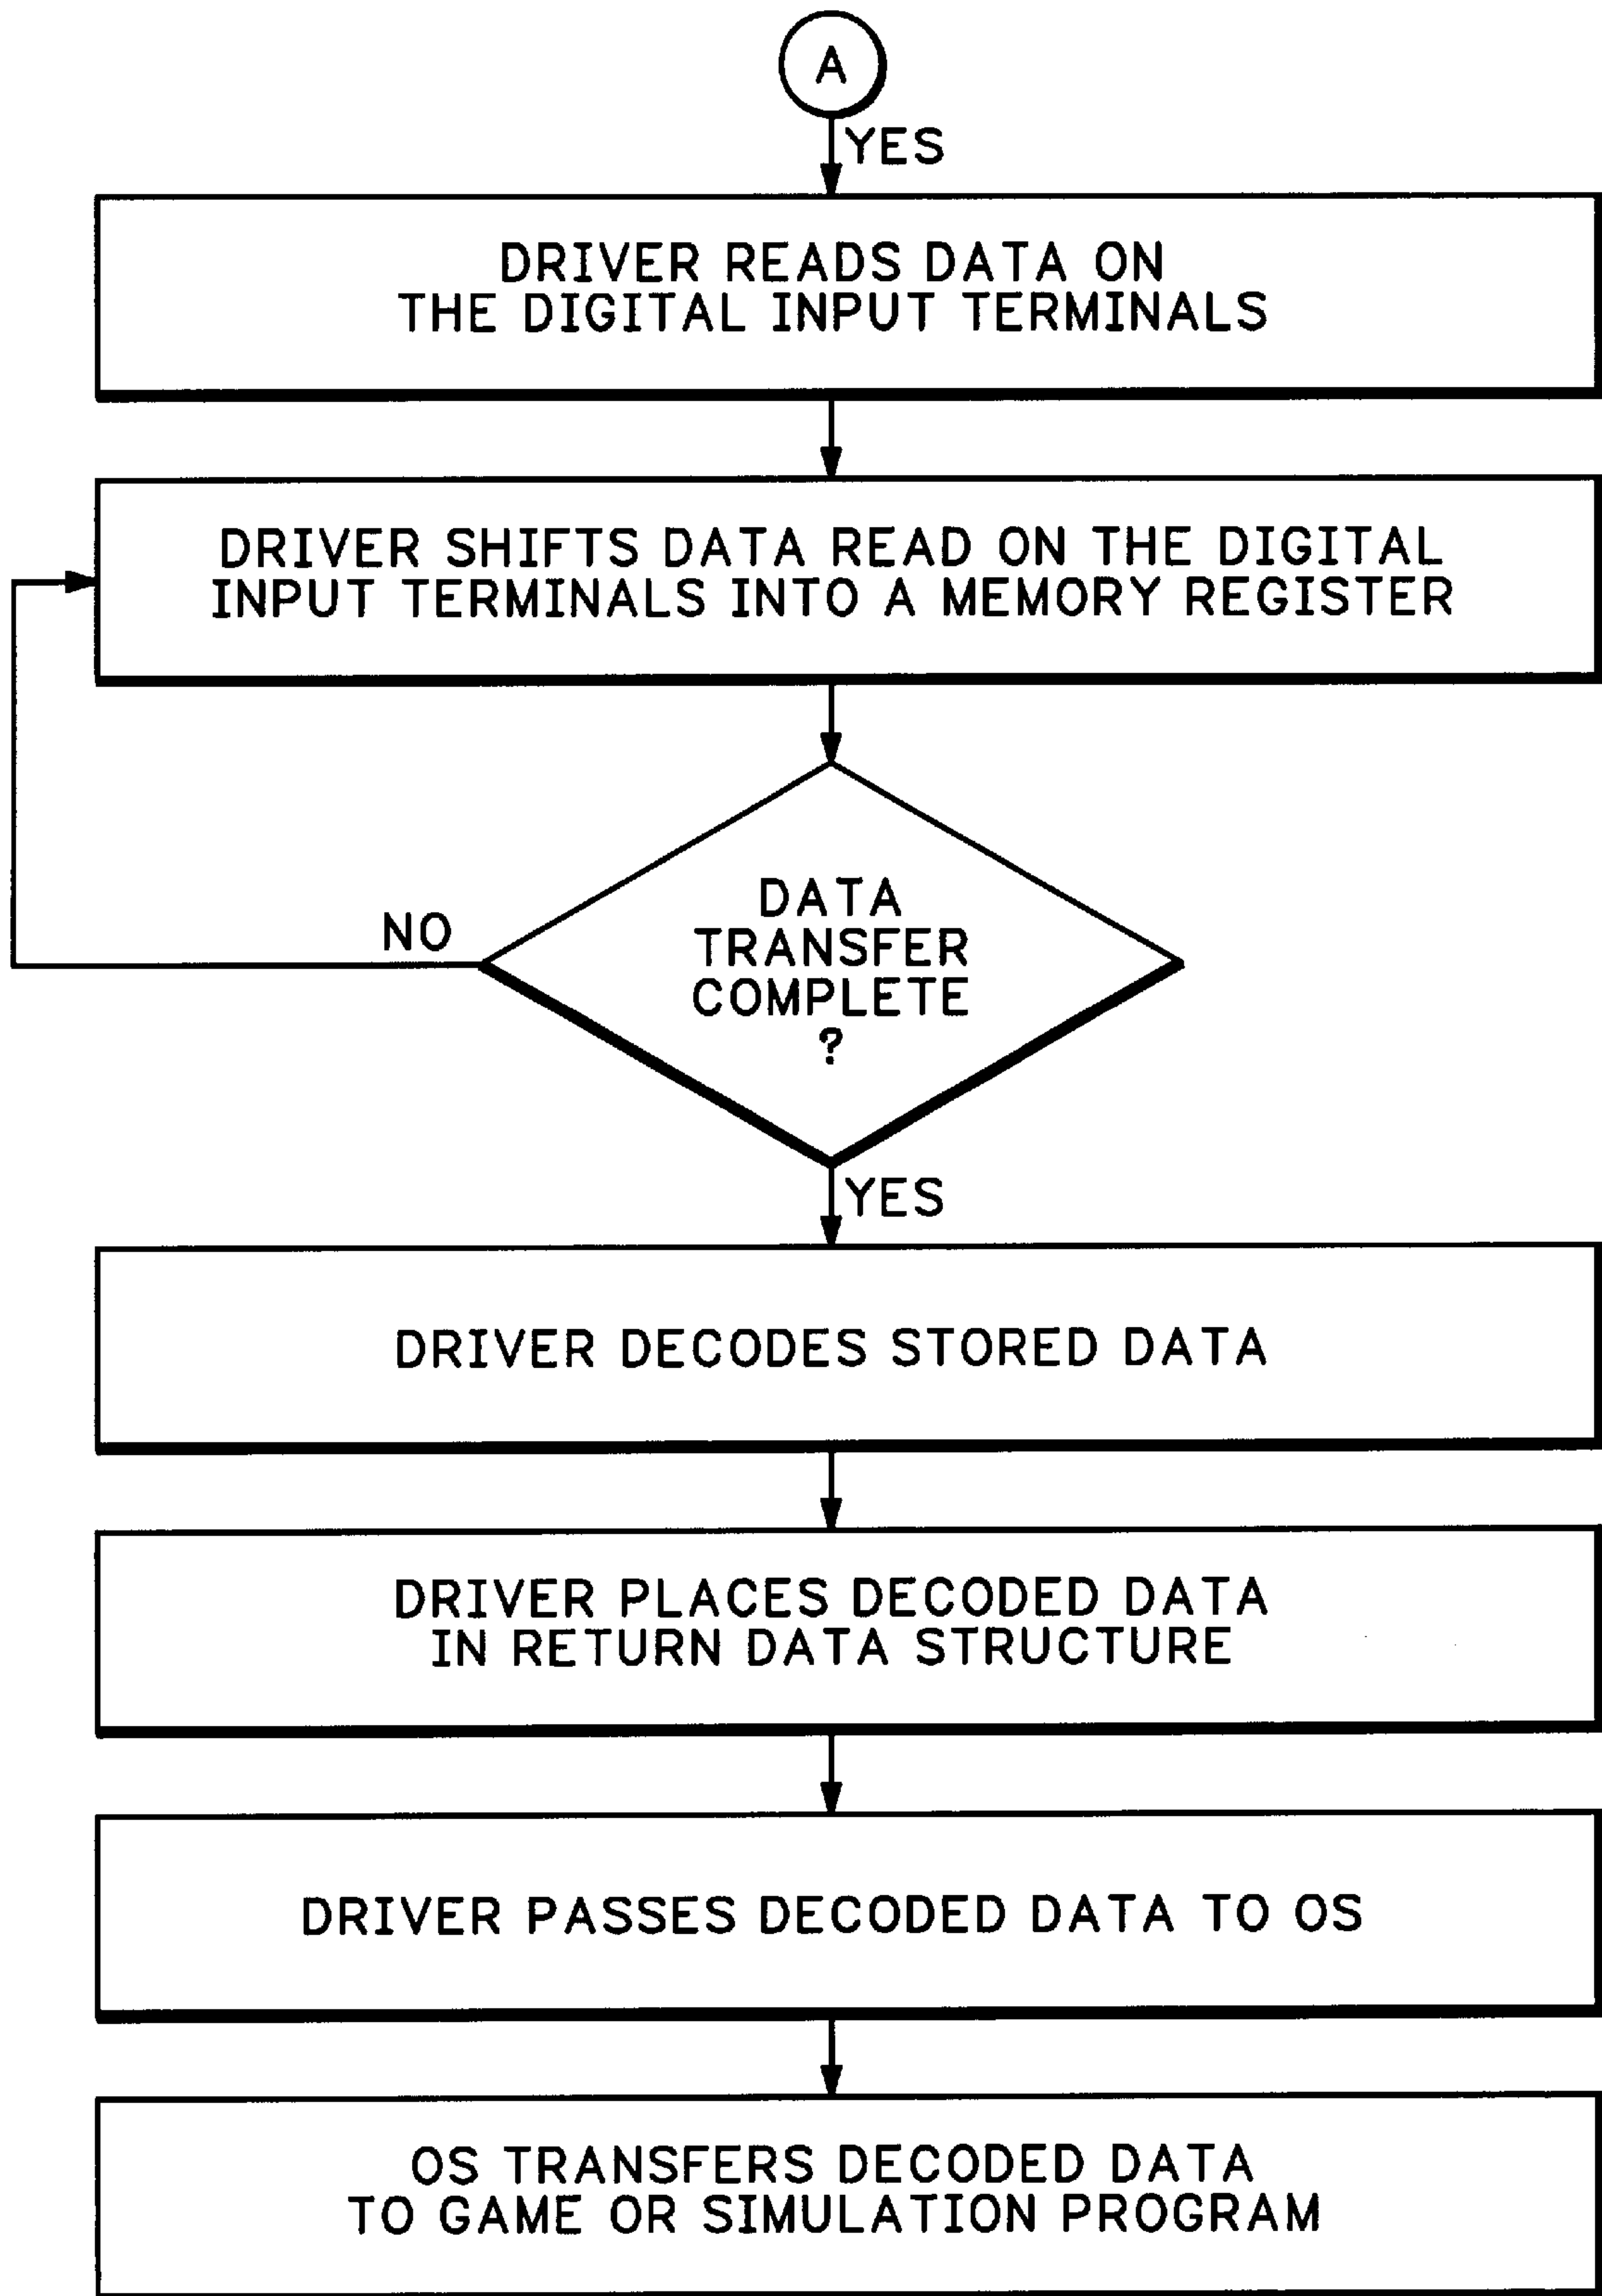 A
YES
DRIVER READS DATA ON
THE DIGITAL INPUT TERMINALS
DRIVER SHIFTS DATA READ ON THE DIGITAL
INPUT TERMINALS INTO A MEMORY REGISTER
DATA
TRANSFER
COMPLETE
?
NO
YES
DRIVER DECODES STORED DATA
DRIVER PLACES DECODED DATA
IN RETURN DATA STRUCTURE
DRIVER PASSES DECODED DATA TO OS
OS TRANSFERS DECODED DATA
TO GAME OR SIMULATION PROGRAM